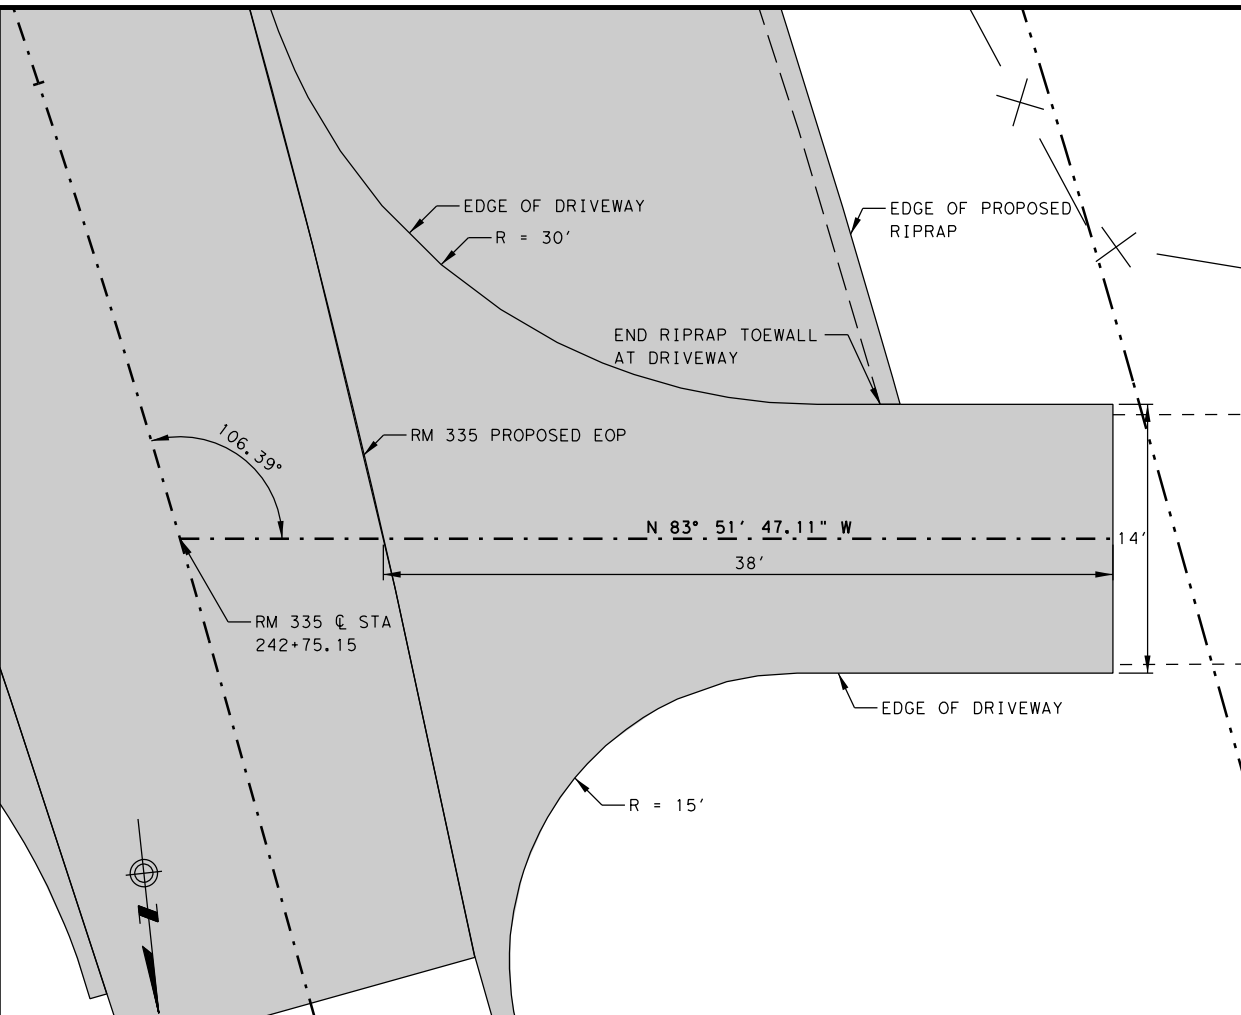 EDGE OF DRIVEWAY
R = 30'
EDGE OF PROPOSED
RIPRAP
END RIPRAP TOEWALL
AT DRIVEWAY
106.39°
RM 335 PROPOSED EOP
N 83° 51' 47.11" W
14'
38'
RM 335 ℄ STA
242+75.15
EDGE OF DRIVEWAY
R = 15'
N